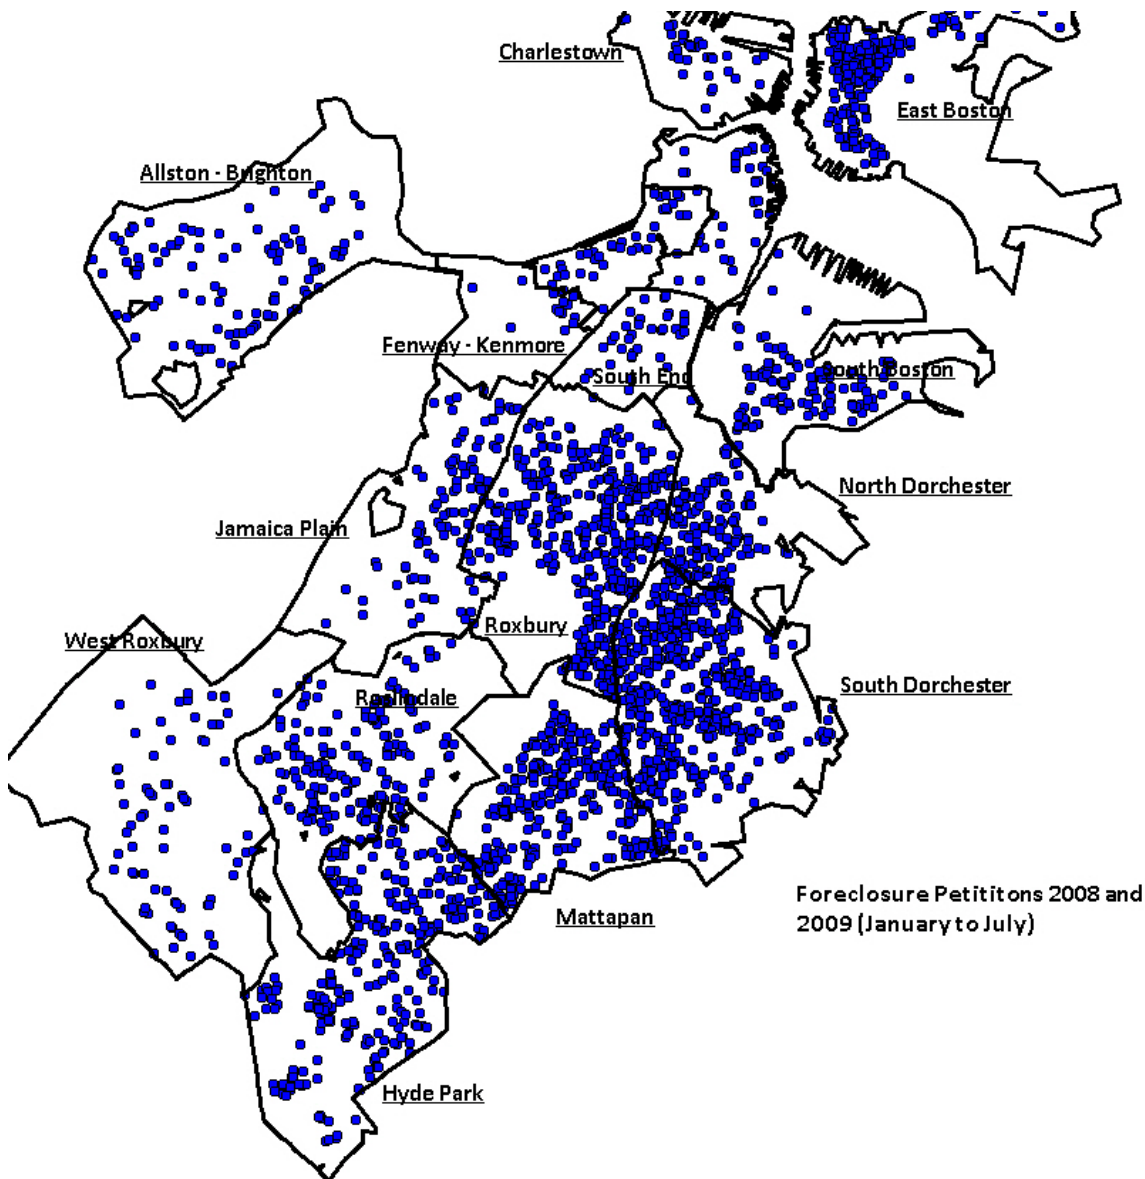 Charlestown
East Boston
Allston - Brighton
Fenway - Kenmore
South End
South Boston
North Dorchester
Jamaica Plain
Roxbury
West Roxbury
Roslindale
South Dorchester
Foreclosure Petititons 2008 and
2009 (January to July)
Mattapan
Hyde Park